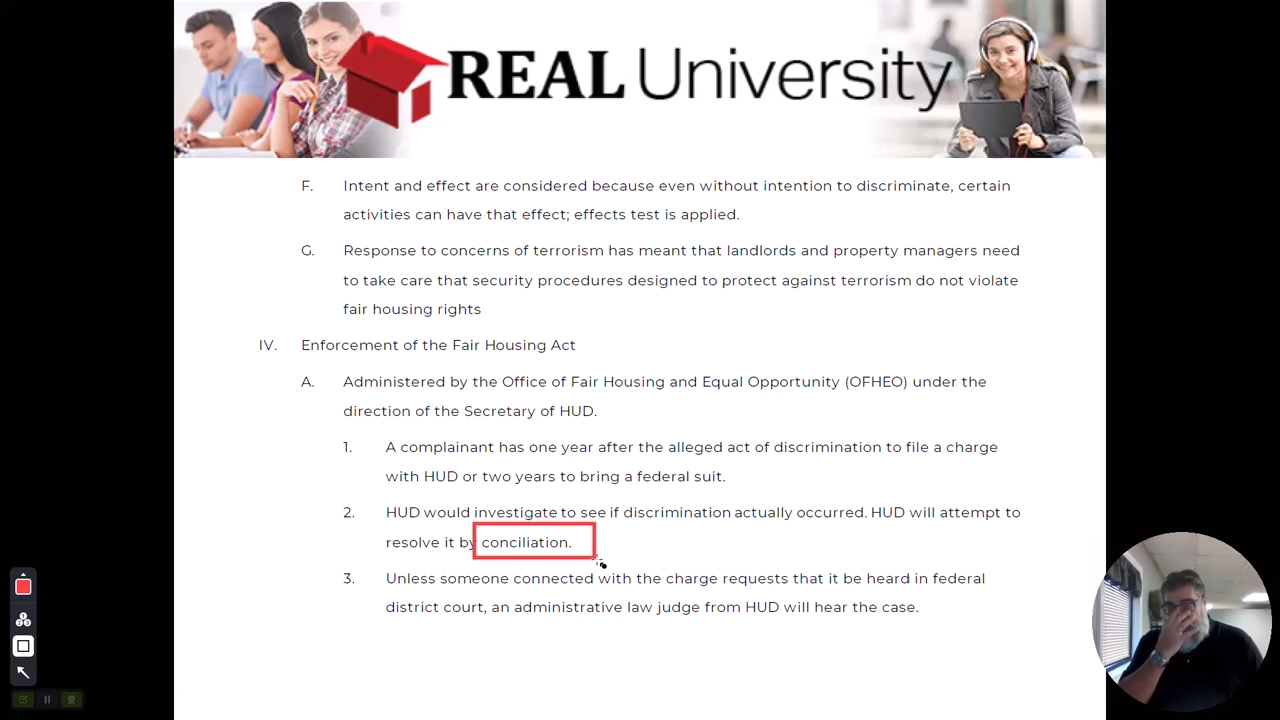 REAL University
F. Intent and effect are considered because even without intention to discriminate, certain
activities can have that effect; effects test is applied.
G. Response to concerns of terrorism has meant that landlords and property managers need
to take care that security procedures designed to protect against terrorism do not violate
fair housing rights
IV. Enforcement of the Fair Housing Act
A. Administered by the Office of Fair Housing and Equal Opportunity (OFHEO) under the
direction of the Secretary of HUD.
1. A complainant has one year after the alleged act of discrimination to file a charge
with HUD or two years to bring a federal suit.
2. HUD would investigate to see if discrimination actually occurred. HUD will attempt to
resolve it by conciliation.
3. Unless someone connected with the charge requests that it be heard in federal
district court, an administrative law judge from HUD will hear the case.